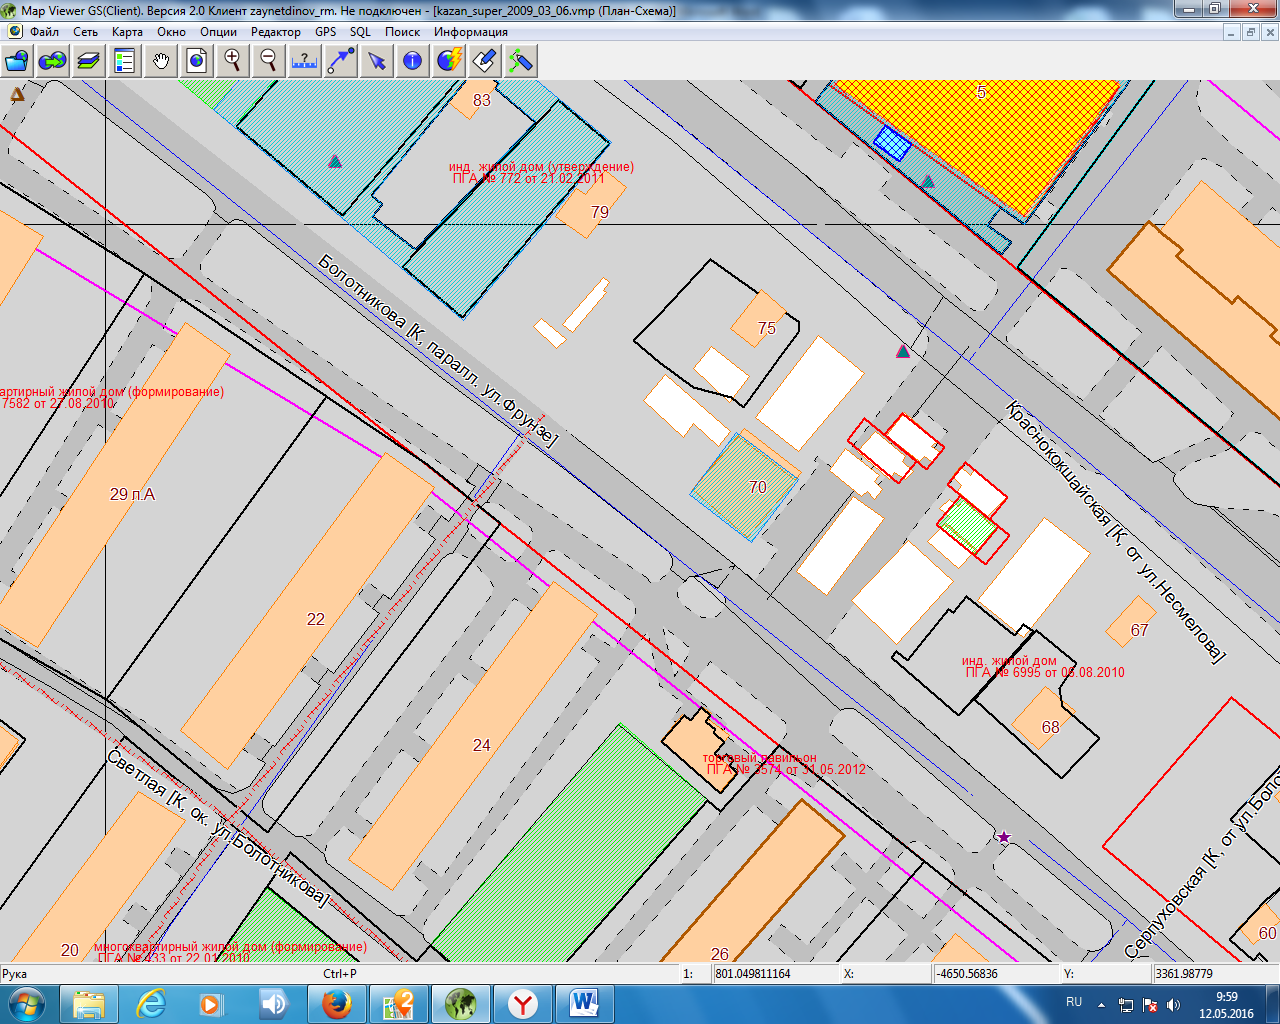 Map Viewer GS(Client). Версия 2.0 Клиент zaynetdinov_rm. Не подключен - [kazan_super_2009_03_06.vmp (План-Схема)]
Файл Сеть Карта Окно Опции Редактор GPS SQL Поиск Информация
83
5
инд. жилой дом (утверждение)
ПГА № 772 от 21.02.2011
79
Болотникова [К, паралл. ул.Фрунзе]
75
артирный жилой дом (формирование)
7582 от 27.08.2010
Краснококшайская [К, от ул.Несмелова]
29 п.А
70
22
67
инд. жилой дом
ПГА № 6995 от 06.08.2010
68
24
торговый павильон
ПГА № 3574 от 31.05.2012
Светлая [К, ок. ул.Болотникова]
Серпуховская [К, от ул.Боло
60
20
многоквартирный жилой дом (формирование)
ПГА № 433 от 22.01.2010
26
Рука Ctrl+P 1: 801.049811164 X: -4650.56836 Y: 3361.98779
RU 9:59
12.05.2016